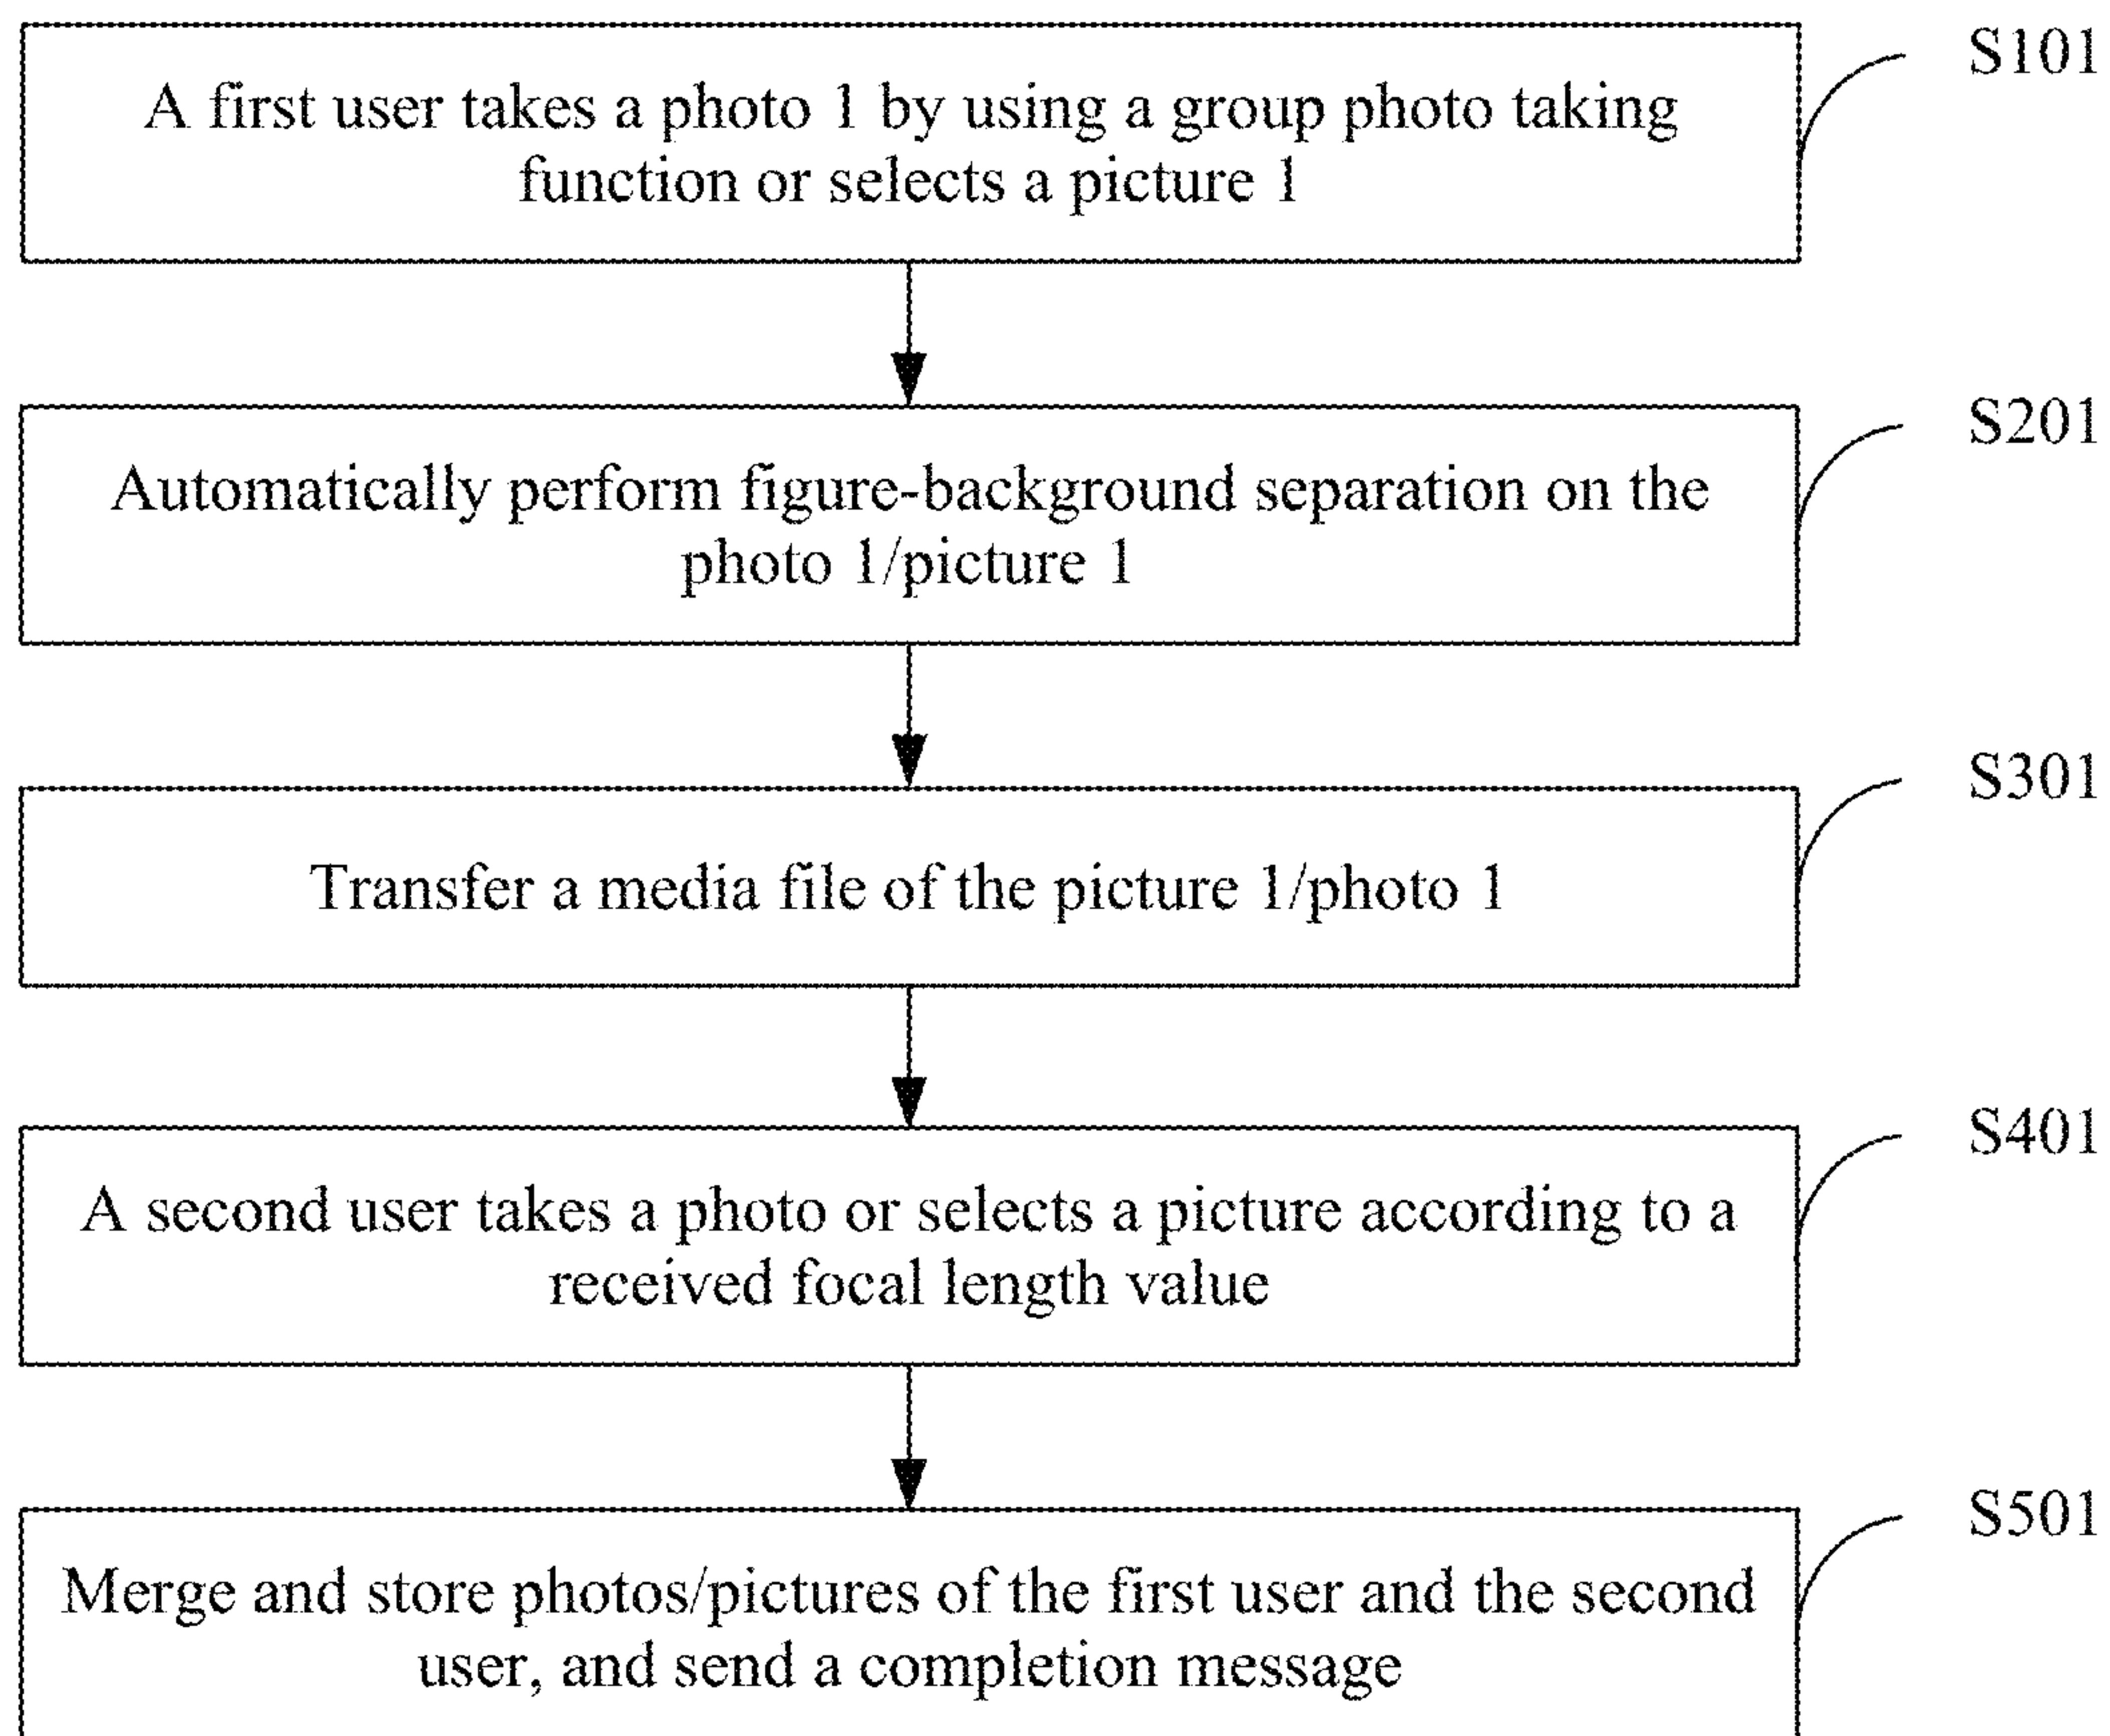 S101
A first user takes a photo 1 by using a group photo taking
function or selects a picture 1
S201
Automatically perform figure-background separation on the
photo 1/picture 1
S301
Transfer a media file of the picture 1/photo 1
S401
A second user takes a photo or selects a picture according to a
received focal length value
S501
Merge and store photos/pictures of the first user and the second
user, and send a completion message